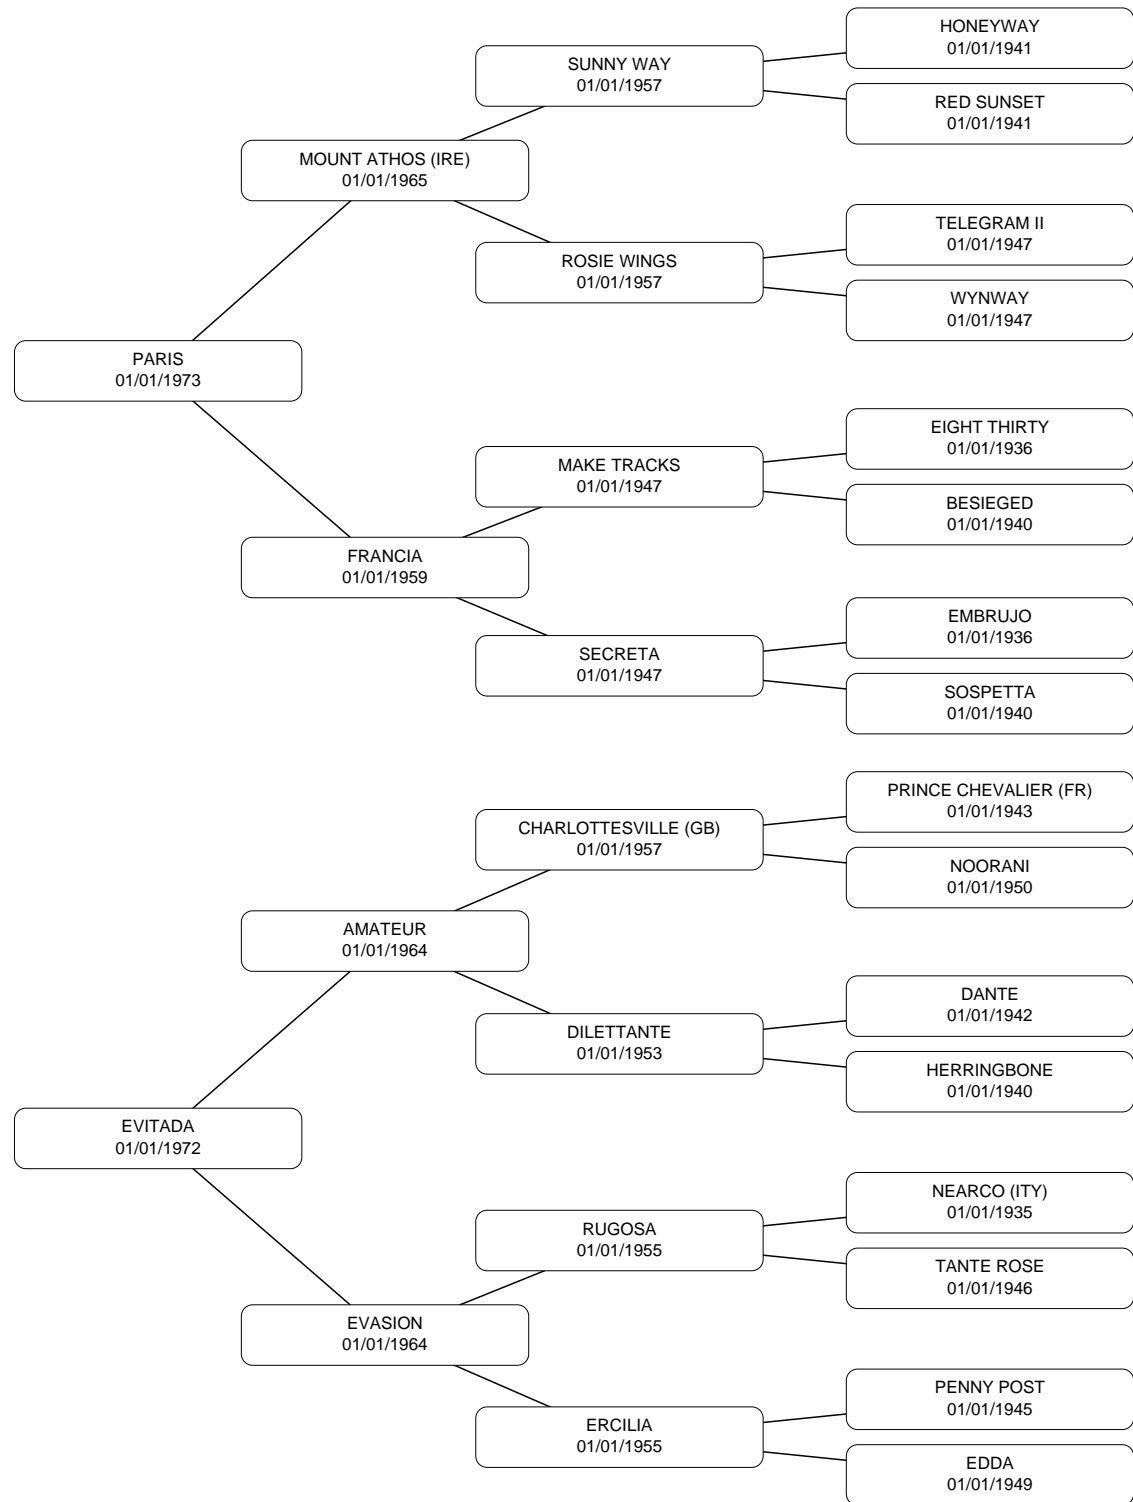 HONEYWAY
01/01/1941
SUNNY WAY
01/01/1957
RED SUNSET
01/01/1941
MOUNT ATHOS (IRE)
01/01/1965
TELEGRAM II
01/01/1947
ROSIE WINGS
01/01/1957
WYNWAY
01/01/1947
PARIS
01/01/1973
EIGHT THIRTY
01/01/1936
MAKE TRACKS
01/01/1947
BESIEGED
01/01/1940
FRANCIA
01/01/1959
EMBRUJO
01/01/1936
SECRETA
01/01/1947
SOSPETTA
01/01/1940
PRINCE CHEVALIER (FR)
01/01/1943
CHARLOTTESVILLE (GB)
01/01/1957
NOORANI
01/01/1950
AMATEUR
01/01/1964
DANTE
01/01/1942
DILETTANTE
01/01/1953
HERRINGBONE
01/01/1940
EVITADA
01/01/1972
NEARCO (ITY)
01/01/1935
RUGOSA
01/01/1955
TANTE ROSE
01/01/1946
EVASION
01/01/1964
PENNY POST
01/01/1945
ERCILIA
01/01/1955
EDDA
01/01/1949